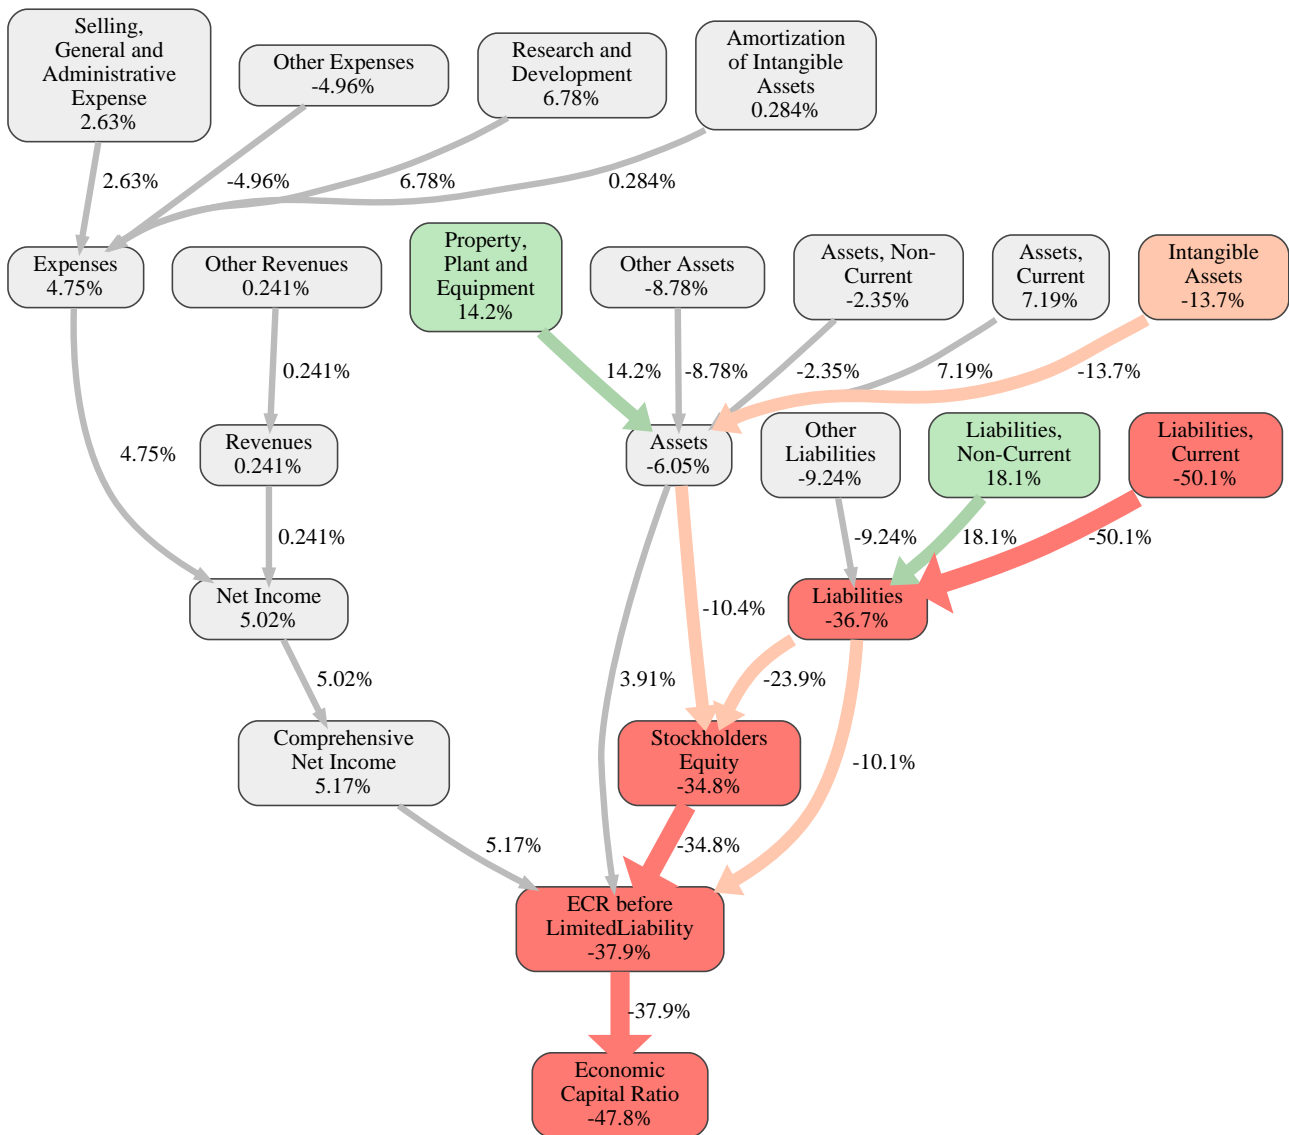 Selling,
General and
Administrative
Expense
2.63%
Other Expenses
-4.96%
Research and
Development
6.78%
Amortization
of Intangible
Assets
0.284%
2.63%
-4.96%
6.78%
0.284%
Expenses
4.75%
Other Revenues
0.241%
Property,
Plant and
Equipment
14.2%
Other Assets
-8.78%
Assets, Non-
Current
-2.35%
Assets,
Current
7.19%
Intangible
Assets
-13.7%
0.241%
14.2%
-8.78%
-2.35%
7.19%
-13.7%
4.75%
Revenues
0.241%
Assets
-6.05%
Other
Liabilities
-9.24%
Liabilities,
Non-Current
18.1%
Liabilities,
Current
-50.1%
0.241%
-9.24%
18.1%
-50.1%
Net Income
5.02%
Liabilities
-36.7%
-10.4%
5.02%
3.91%
-23.9%
Comprehensive
Net Income
5.17%
Stockholders
Equity
-34.8%
-10.1%
5.17%
-34.8%
ECR before
LimitedLiability
-37.9%
-37.9%
Economic
Capital Ratio
-47.8%